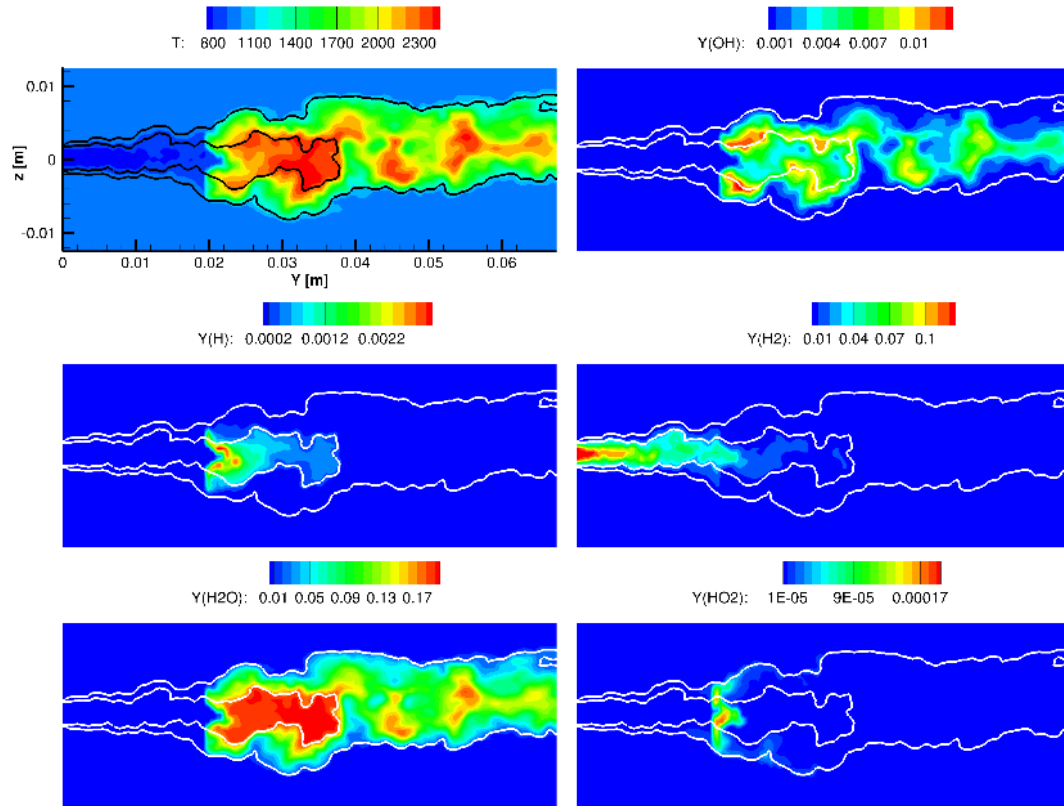 T: 600 1100 1400 1700 2000 2300
Y(OH): 0.001 0.004 0.007 0.01
0.01
0
-0.01
z [m]
0 0.01 0.02 0.03 0.04 0.05 0.06
Y [m]
Y(H): 0.0002 0.0012 0.0022
Y(H2): 0.01 0.04 0.07 0.1
Y(H2O): 0.01 0.05 0.09 0.13 0.17
Y(HO2): 1E-05 9E-05 0.00017